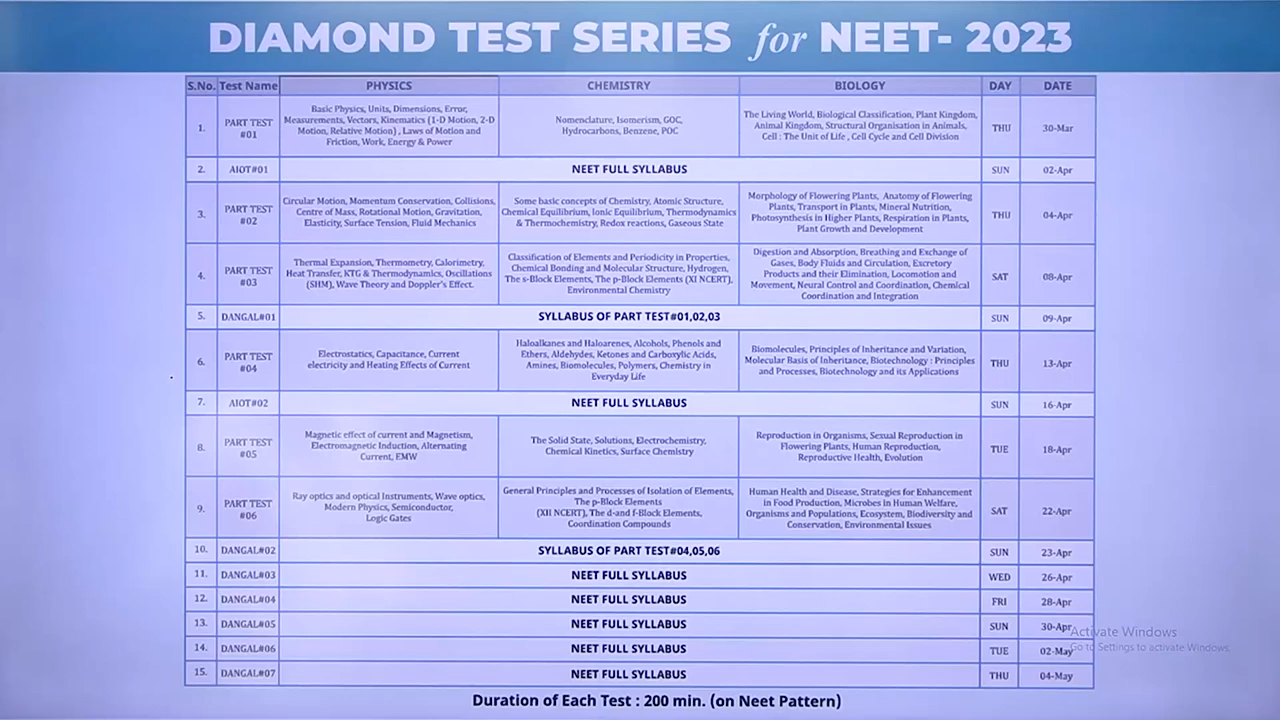 DIAMOND TEST SERIES for NEET- 2023
S.No. Test Name PHYSICS CHEMISTRY BIOLOGY DAY DATE
1.
PART TEST
#01
Basic Physics, Units, Dimensions, Error,
Measurements, Vectors, Kinematics (1-D Motion, 2-D
Motion, Relative Motion) , Laws of Motion and
Friction, Work, Energy & Power
Nomenclature, Isomerism, GOC,
Hydrocarbons, Benzene, POC
The Living World, Biological Classification, Plant Kingdom,
Animal Kingdom, Structural Organisation in Animals,
Cell : The Unit of Life , Cell Cycle and Cell Division
THU
30-Mar
2. AIOT#01 NEET FULL SYLLABUS SUN 02-Apr
3.
PART TEST
#02
Circular Motion, Momentum Conservation, Collisions,
Centre of Mass, Rotational Motion, Gravitation,
Elasticity, Surface Tension, Fluid Mechanics
Some basic concepts of Chemistry, Atomic Structure,
Chemical Equilibrium, Ionic Equilibrium, Thermodynamics
& Thermochemistry, Redox reactions, Gaseous State
Morphology of Flowering Plants, Anatomy of Flowering
Plants, Transport in Plants, Mineral Nutrition,
Photosynthesis in Higher Plants, Respiration in Plants,
Plant Growth and Development
THU
04-Apr
4.
PART TEST
#03
Thermal Expansion, Thermometry, Calorimetry,
Heat Transfer, KTG & Thermodynamics, Oscillations
(SHM), Wave Theory and Doppler's Effect.
Classification of Elements and Periodicity in Properties,
Chemical Bonding and Molecular Structure, Hydrogen,
The s-Block Elements, The p-Block Elements (XI NCERT),
Environmental Chemistry
Digestion and Absorption, Breathing and Exchange of
Gases, Body Fluids and Circulation, Excretory
Products and their Elimination, Locomotion and
Movement, Neural Control and Coordination, Chemical
Coordination and Integration
SAT
08-Apr
5. DANGAL#01 SYLLABUS OF PART TEST#01,02,03 SUN 09-Apr
6.
PART TEST
#04
Electrostatics, Capacitance, Current
electricity and Heating Effects of Current
Haloalkanes and Haloarenes, Alcohols, Phenols and
Ethers, Aldehydes, Ketones and Carboxylic Acids,
Amines, Biomolecules, Polymers, Chemistry in
Everyday Life
Biomolecules, Principles of Inheritance and Variation,
Molecular Basis of Inheritance, Biotechnology : Principles
and Processes, Biotechnology and its Applications
THU
13-Apr
7. AIOT#02 NEET FULL SYLLABUS SUN 16-Apr
8.
PART TEST
#05
Magnetic effect of current and Magnetism,
Electromagnetic Induction, Alternating
Current, EMW
The Solid State, Solutions, Electrochemistry,
Chemical Kinetics, Surface Chemistry
Reproduction in Organisms, Sexual Reproduction in
Flowering Plants, Human Reproduction,
Reproductive Health, Evolution
TUE
18-Apr
9.
PART TEST
#06
Ray optics and optical Instruments, Wave optics,
Modern Physics, Semiconductor,
Logic Gates
General Principles and Processes of Isolation of Elements,
The p-Block Elements
(XII NCERT), The d-and f-Block Elements,
Coordination Compounds
Human Health and Disease, Strategies for Enhancement
in Food Production, Microbes in Human Welfare,
Organisms and Populations, Ecosystem, Biodiversity and
Conservation, Environmental Issues
SAT
22-Apr
10. DANGAL#02 SYLLABUS OF PART TEST#04,05,06 SUN 23-Apr
11. DANGAL#03 NEET FULL SYLLABUS WED 26-Apr
12. DANGAL#04 NEET FULL SYLLABUS FRI 28-Apr
13. DANGAL#05 NEET FULL SYLLABUS SUN 30-Apr
14. DANGAL#06 NEET FULL SYLLABUS TUE 02-May
15. DANGAL#07 NEET FULL SYLLABUS THU 04-May
Activate Windows
Go to Settings to activate Windows.
Duration of Each Test : 200 min. (on Neet Pattern)